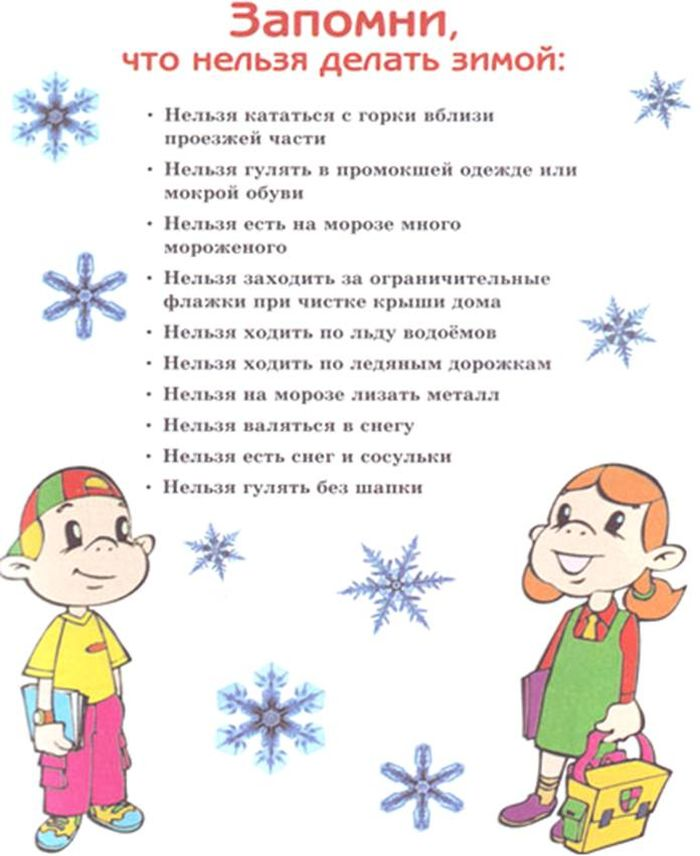 Запомни,
что нельзя делать зимой:
• Нельзя кататься с горки вблизи
проезжей части
• Нельзя гулять в промокшей одежде или
мокрой обуви
• Нельзя есть на морозе много
мороженого
• Нельзя заходить за ограничительные
флажки при чистке крыши дома
• Нельзя ходить по льду водоёмов
• Нельзя ходить по ледяным дорожкам
• Нельзя на морозе лизать металл
• Нельзя валяться в снегу
• Нельзя есть снег и сосульки
• Нельзя гулять без шапки